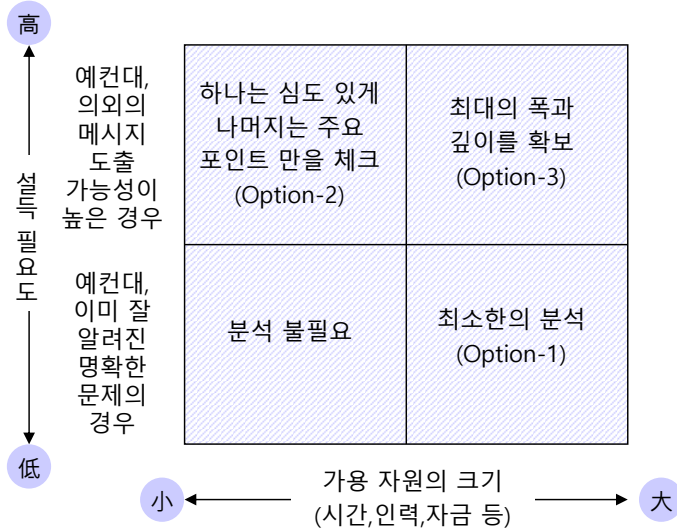 高
예컨대,
의외의
메시지
도출
가능성이
높은 경우
하나는 심도 있게
나머지는 주요
포인트 만을 체크
(Option-2)
최대의 폭과
깊이를 확보
(Option-3)
설득 필요도
예컨대,
이미 잘
알려진
명확한
문제의
경우
분석 불필요
최소한의 분석
(Option-1)
低
小
가용 자원의 크기
(시간,인력,자금 등)
大